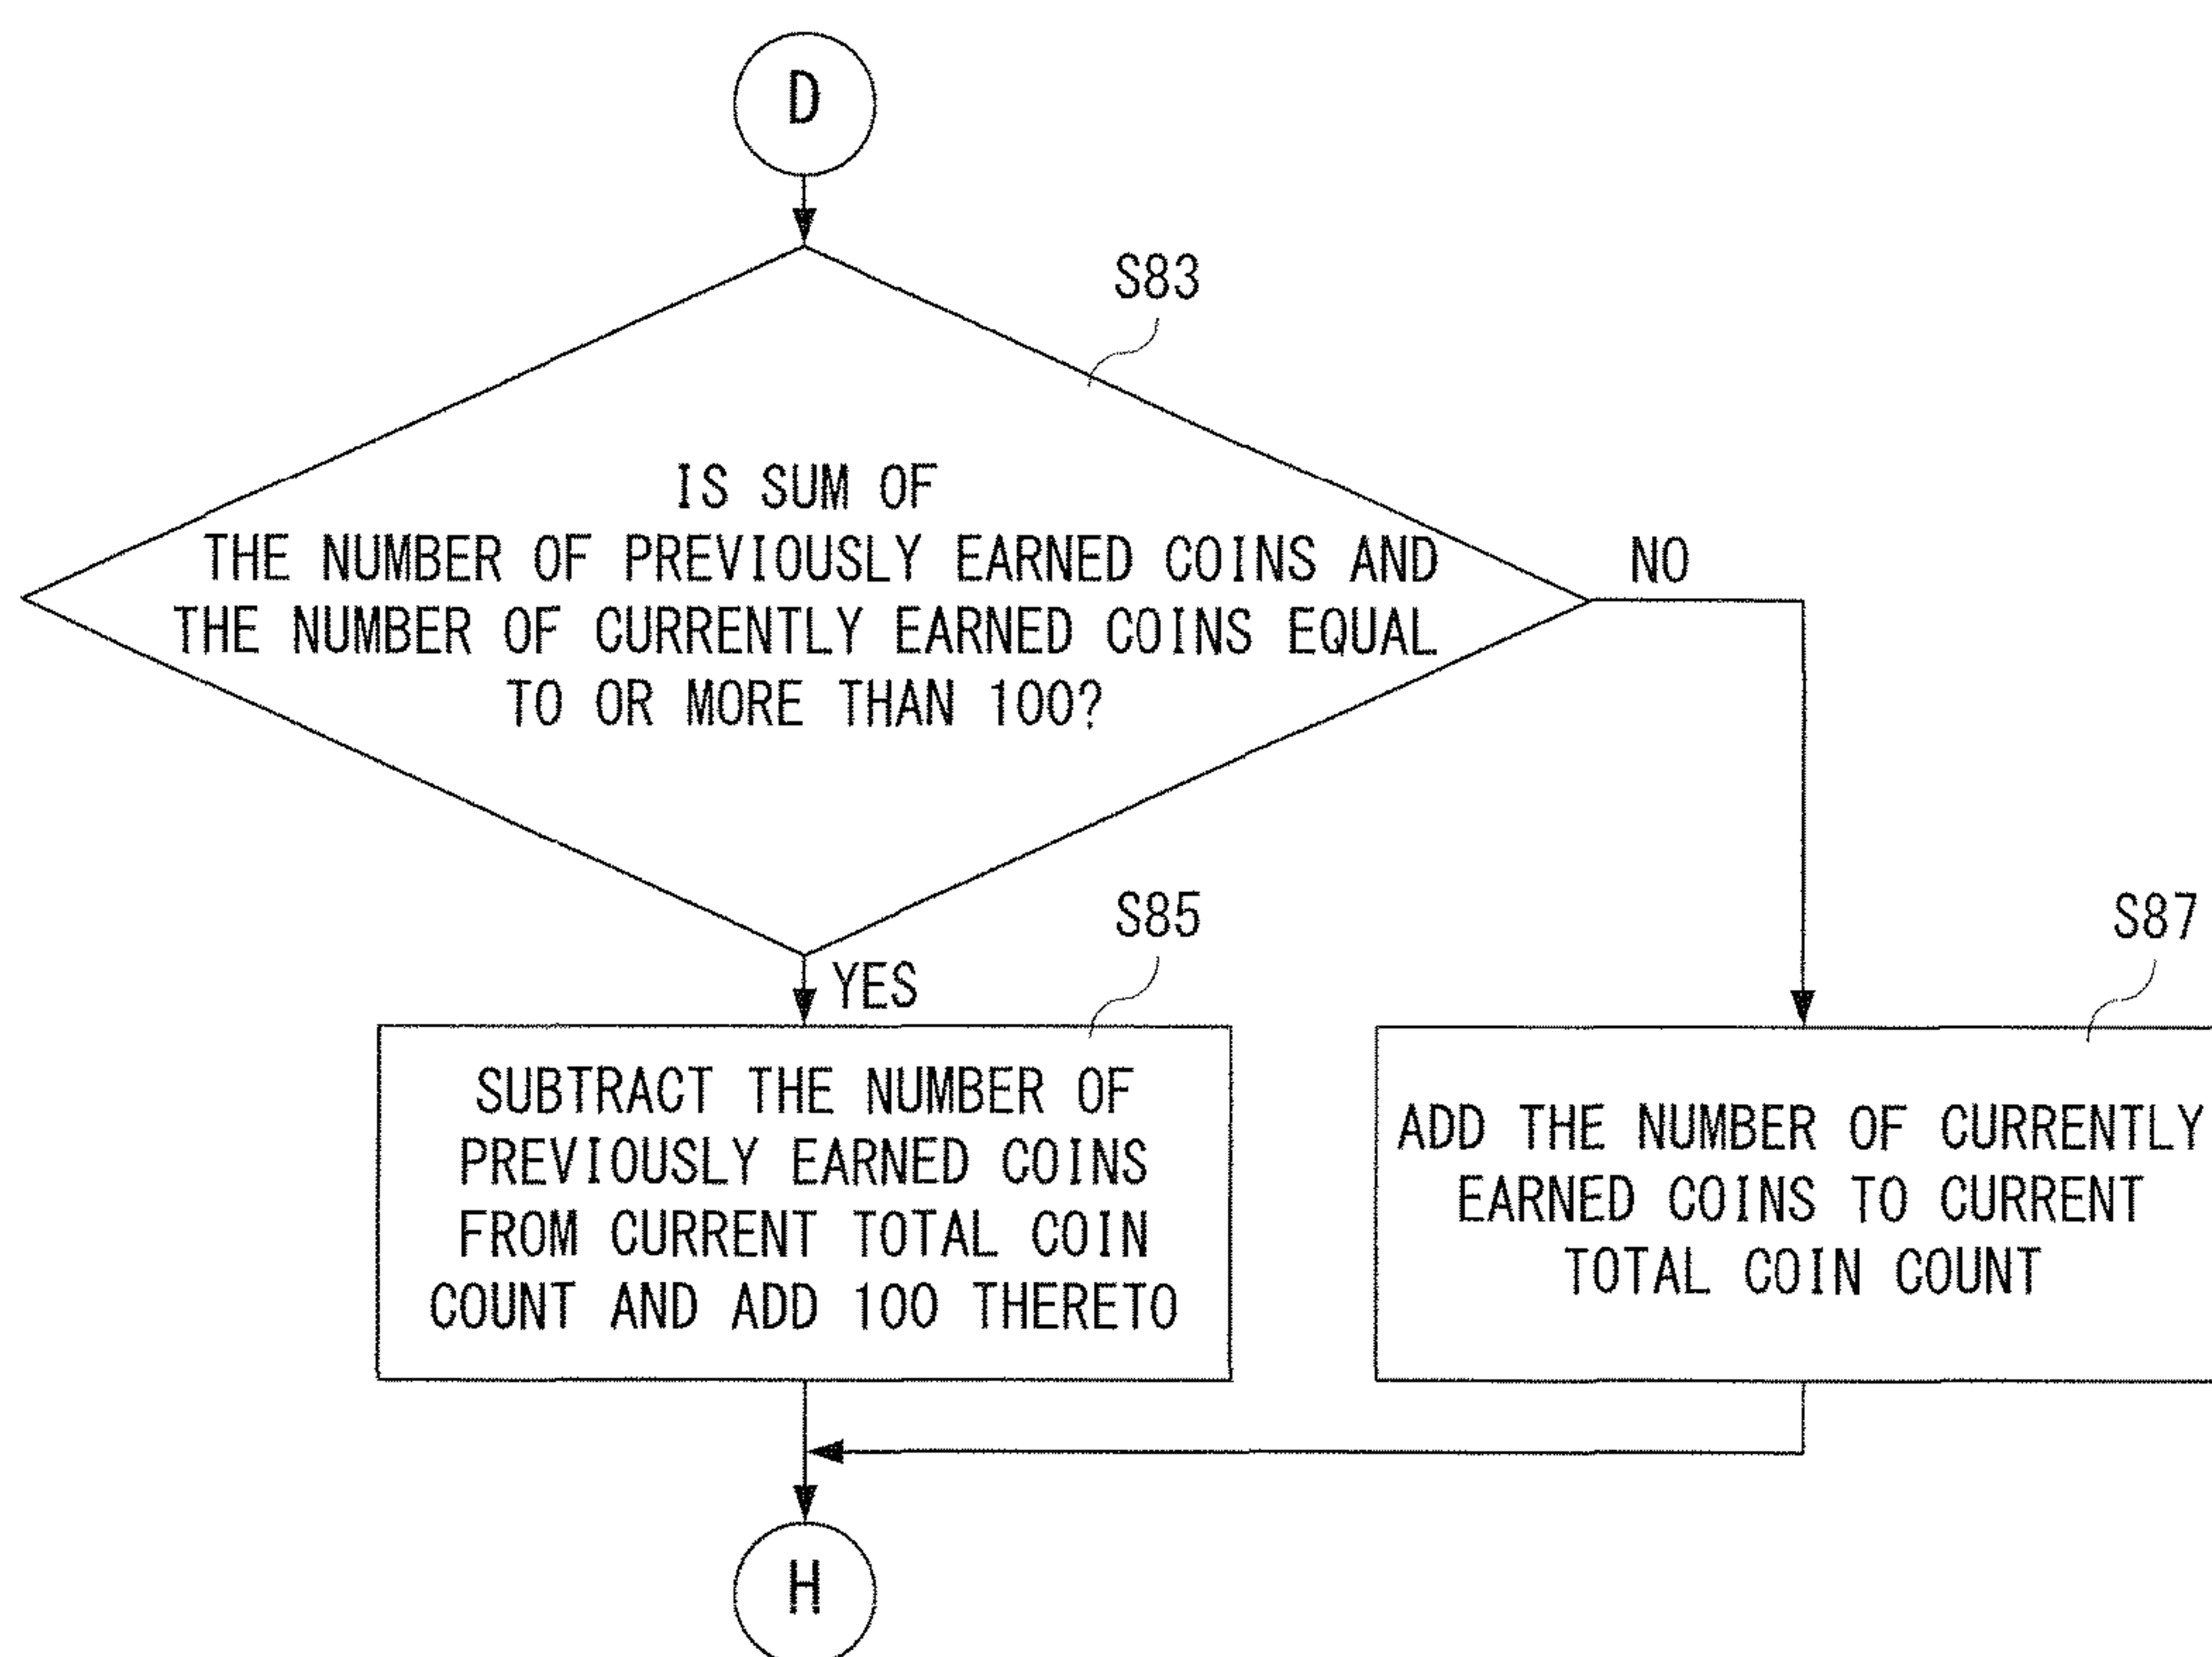 D
S83
IS SUM OF
THE NUMBER OF PREVIOUSLY EARNED COINS AND
THE NUMBER OF CURRENTLY EARNED COINS EQUAL
TO OR MORE THAN 100?
NO
YES
S85
SUBTRACT THE NUMBER OF
PREVIOUSLY EARNED COINS
FROM CURRENT TOTAL COIN
COUNT AND ADD 100 THERETO
S87
ADD THE NUMBER OF CURRENTLY
EARNED COINS TO CURRENT
TOTAL COIN COUNT
H